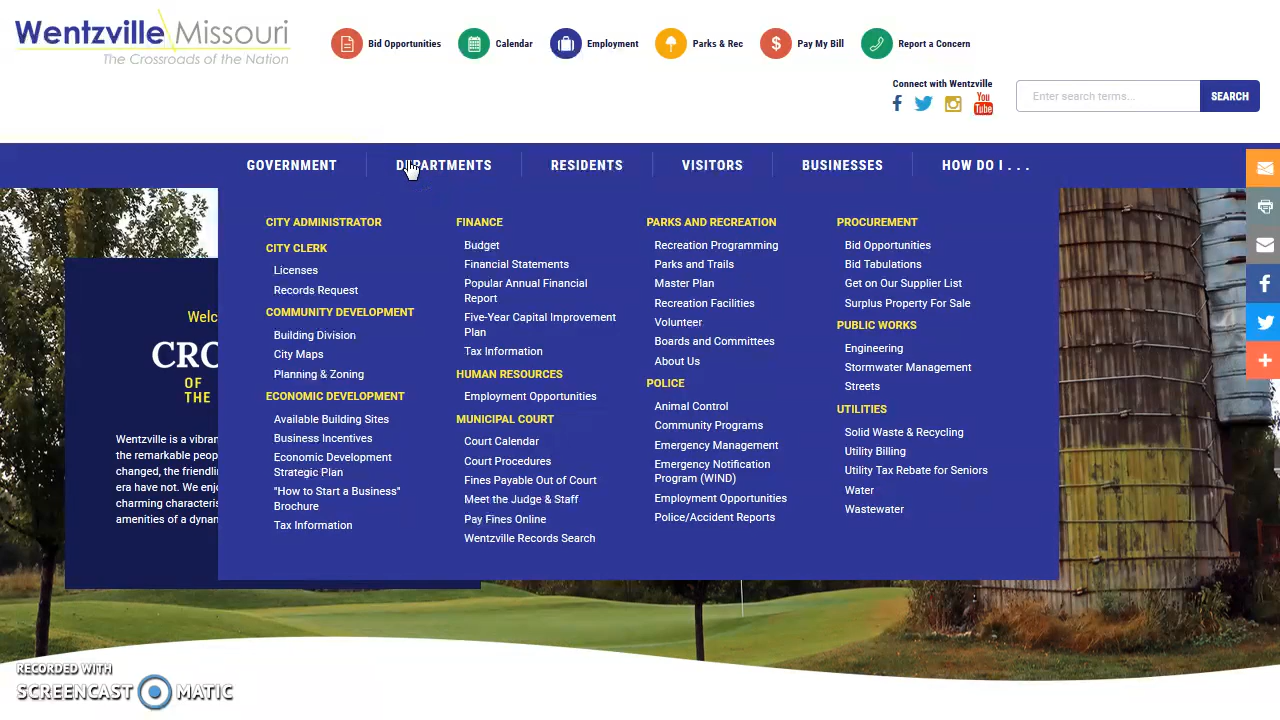 Wentzville Missouri
The Crossroads of the Nation
Bid Opportunities
Calendar
Employment
Parks & Rec
$
Pay My Bill
Report a Concern
Connect with Wentzville
You
Tube
Enter search terms...
SEARCH
GOVERNMENT
DEPARTMENTS
RESIDENTS
VISITORS
BUSINESSES
HOW DO I . . .
CITY ADMINISTRATOR
CITY CLERK
Licenses
Records Request
COMMUNITY DEVELOPMENT
Building Division
City Maps
Planning & Zoning
ECONOMIC DEVELOPMENT
Available Building Sites
Business Incentives
Economic Development
Strategic Plan
"How to Start a Business"
Brochure
Tax Information
FINANCE
Budget
Financial Statements
Popular Annual Financial
Report
Five-Year Capital Improvement
Plan
Tax Information
HUMAN RESOURCES
Employment Opportunities
MUNICIPAL COURT
Court Calendar
Court Procedures
Fines Payable Out of Court
Meet the Judge & Staff
Pay Fines Online
Wentzville Records Search
PARKS AND RECREATION
Recreation Programming
Parks and Trails
Master Plan
Recreation Facilities
Volunteer
Boards and Committees
About Us
POLICE
Animal Control
Community Programs
Emergency Management
Emergency Notification
Program (WIND)
Employment Opportunities
Police/Accident Reports
PROCUREMENT
Bid Opportunities
Bid Tabulations
Get on Our Supplier List
Surplus Property For Sale
PUBLIC WORKS
Engineering
Stormwater Management
Streets
UTILITIES
Solid Waste & Recycling
Utility Billing
Utility Tax Rebate for Seniors
Water
Wastewater
Welc
CRO
OF
THE
Wentzville is a vibran
the remarkable peop
changed, the friendlin
era have not. We enjo
charming characteris
amenities of a dynan
RECORDED WITH
SCREENCAST MATIC